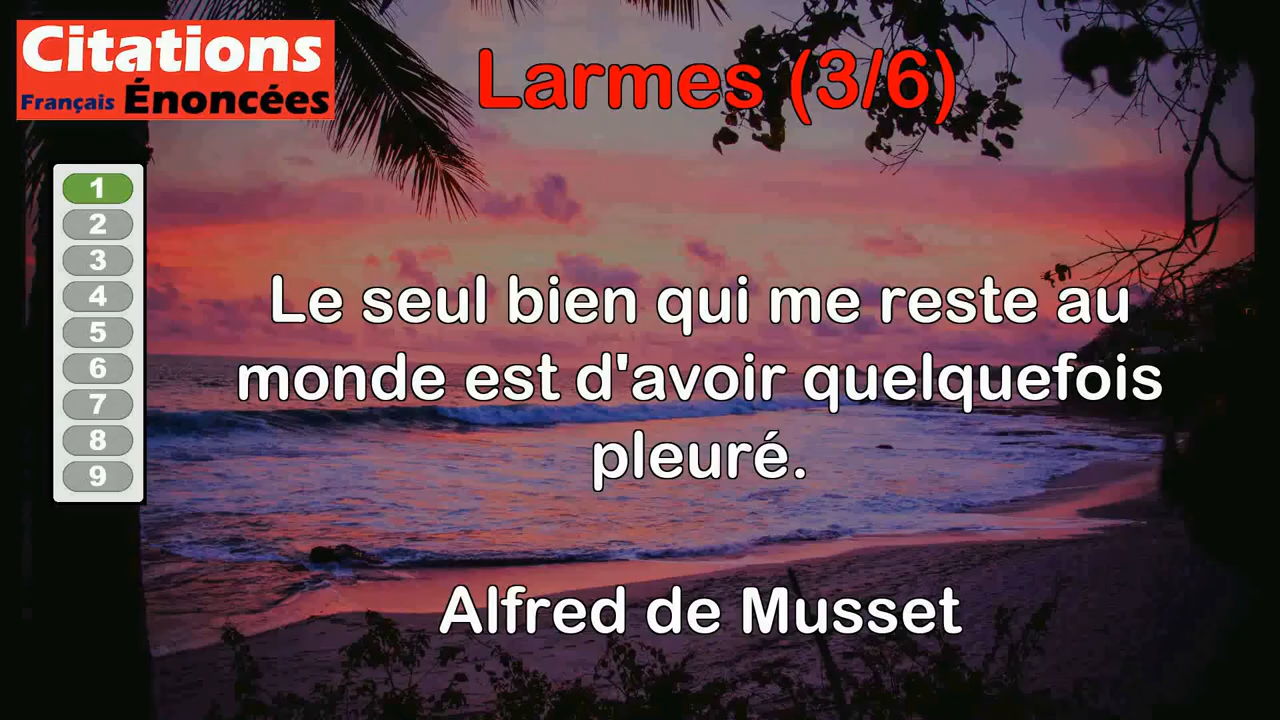 Citations
Français Énoncées
Larmes (3/6)
1
2
3
4
5
6
7
8
9
Le seul bien qui me reste au
monde est d'avoir quelquefois
pleuré.
Alfred de Musset